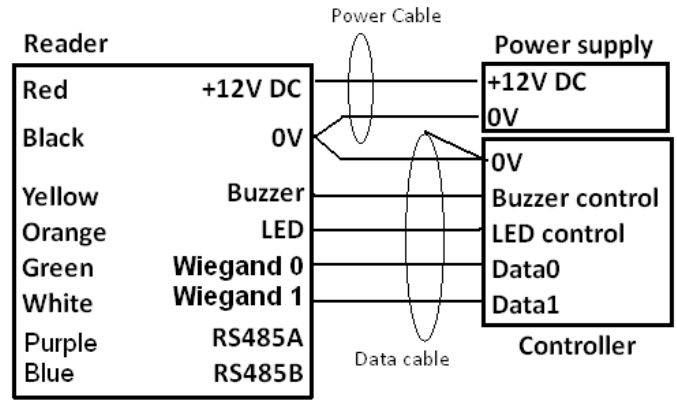 Power Cable
Reader
Power supply
Red +12V DC
+12V DC
Black 0V
0V
0V
Yellow Buzzer
Buzzer control
Orange LED
LED control
Green Wiegand 0
Data0
White Wiegand 1
Data1
Purple RS485A
Blue RS485B
Controller
Data cable